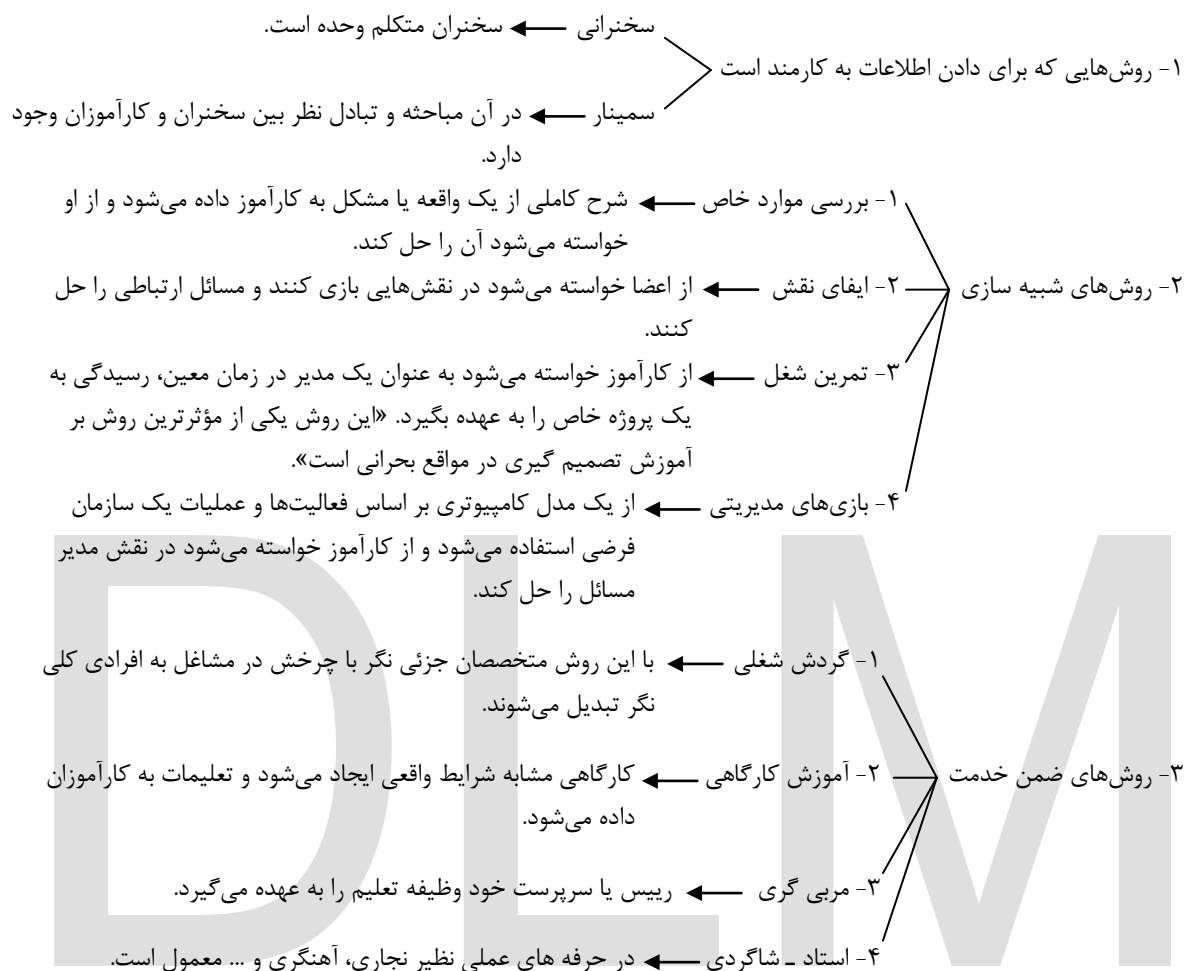 سخنرانی ← سخنران متکلم وحده است.
۱- روش‌هایی که برای دادن اطلاعات به کارمند است
سمینار ← در آن مباحثه و تبادل نظر بین سخنران و کارآموزان وجود
دارد.
۱- بررسی موارد خاص ← شرح کاملی از یک واقعه یا مشکل به کارآموز داده می‌شود و از او
خواسته می‌شود آن را حل کند.
۲- روش‌های شبیه سازی ۲- ایفای نقش ← از اعضا خواسته می‌شود در نقش‌هایی بازی کنند و مسائل ارتباطی را حل
کنند.
۳- تمرین شغل ← از کارآموز خواسته می‌شود به عنوان یک مدیر در زمان معین، رسیدگی به
یک پروژه خاص را به عهده بگیرد. «این روش یکی از مؤثرترین روش بر
آموزش تصمیم گیری در مواقع بحرانی است».
۴- بازی‌های مدیریتی ← از یک مدل کامپیوتری بر اساس فعالیت‌ها و عملیات یک سازمان
فرضی استفاده می‌شود و از کارآموز خواسته می‌شود در نقش مدیر
مسائل را حل کند.
۱- گردش شغلی ← با این روش متخصصان جزئی نگر با چرخش در مشاغل به افرادی کلی
نگر تبدیل می‌شوند.
۳- روش‌های ضمن خدمت ۲- آموزش کارگاهی ← کارگاهی مشابه شرایط واقعی ایجاد می‌شود و تعلیمات به کارآموزان
داده می‌شود.
۳- مربی گری ← رییس یا سرپرست خود وظیفه تعلیم را به عهده می‌گیرد.
۴- استاد ـ شاگردی ← در حرفه های عملی نظیر نجاری، آهنگری و ... معمول است.
DLM